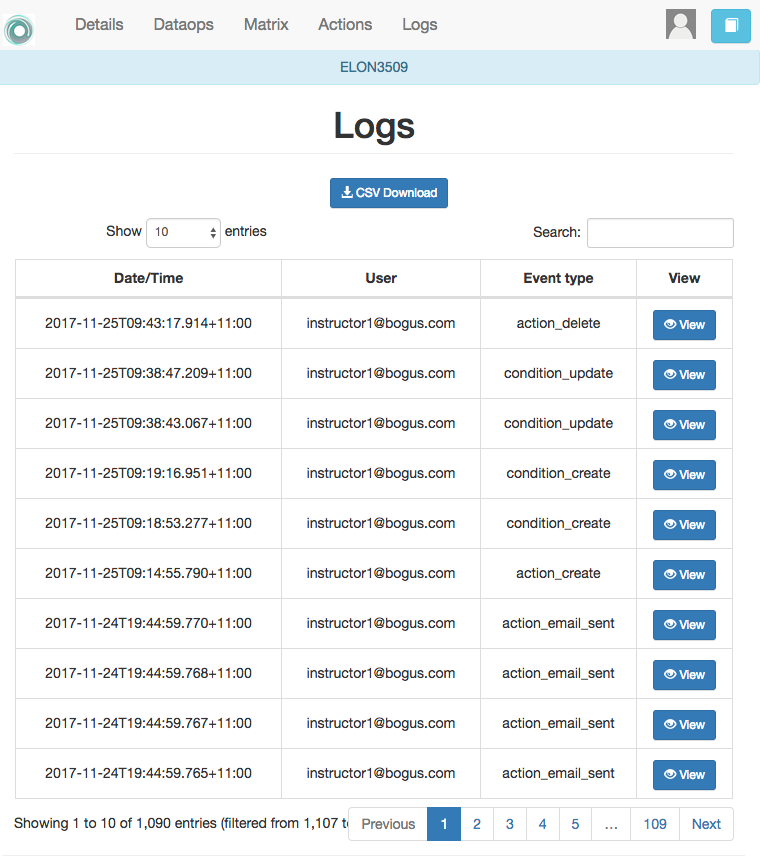 Details Dataops Matrix Actions Logs
ELON3509
Logs
CSV Download
Show 10 entries Search:
Date/Time User Event type View
2017-11-25T09:43:17.914+11:00 instructor1@bogus.com action_delete View
2017-11-25T09:38:47.209+11:00 instructor1@bogus.com condition_update View
2017-11-25T09:38:43.067+11:00 instructor1@bogus.com condition_update View
2017-11-25T09:19:16.951+11:00 instructor1@bogus.com condition_create View
2017-11-25T09:18:53.277+11:00 instructor1@bogus.com condition_create View
2017-11-25T09:14:55.790+11:00 instructor1@bogus.com action_create View
2017-11-24T19:44:59.770+11:00 instructor1@bogus.com action_email_sent View
2017-11-24T19:44:59.768+11:00 instructor1@bogus.com action_email_sent View
2017-11-24T19:44:59.767+11:00 instructor1@bogus.com action_email_sent View
2017-11-24T19:44:59.765+11:00 instructor1@bogus.com action_email_sent View
Showing 1 to 10 of 1,090 entries (filtered from 1,107 Previous 1 2 3 4 5 ... 109 Next